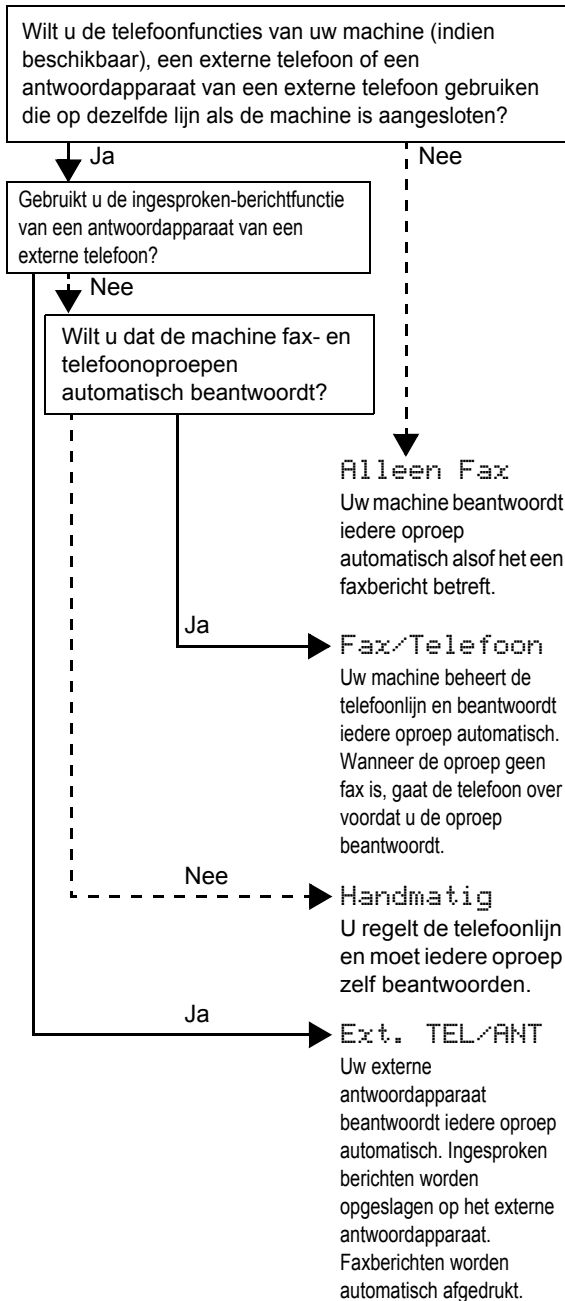 Wilt u de telefoonfuncties van uw machine (indien
beschikbaar), een externe telefoon of een
antwoordapparaat van een externe telefoon gebruiken
die op dezelfde lijn als de machine is aangesloten?
Ja
Nee
Gebruikt u de ingesproken-berichtfunctie
van een antwoordapparaat van een
externe telefoon?
Nee
Wilt u dat de machine fax- en
telefoonoproepen
automatisch beantwoordt?
Alleen Fax
Uw machine beantwoordt
iedere oproep
automatisch alsof het een
faxbericht betreft.
Ja
Fax/Telefoon
Uw machine beheert de
telefoonlijn en beantwoordt
iedere oproep automatisch.
Wanneer de oproep geen
fax is, gaat de telefoon over
voordat u de oproep
beantwoordt.
Nee
Handmatig
U regelt de telefoonlijn
en moet iedere oproep
zelf beantwoorden.
Ja
Ext. TEL/ANT
Uw externe
antwoordapparaat
beantwoordt iedere oproep
automatisch. Ingesproken
berichten worden
opgeslagen op het externe
antwoordapparaat.
Faxberichten worden
automatisch afgedrukt.